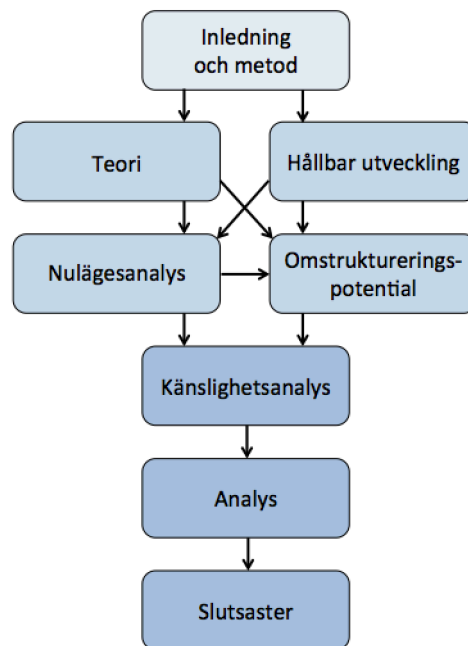 Inledning
och metod
Teori
Hållbar utveckling
Nulägesanalys
Omstrukturerings-
potential
Känslighetsanalys
Analys
Slutsaster